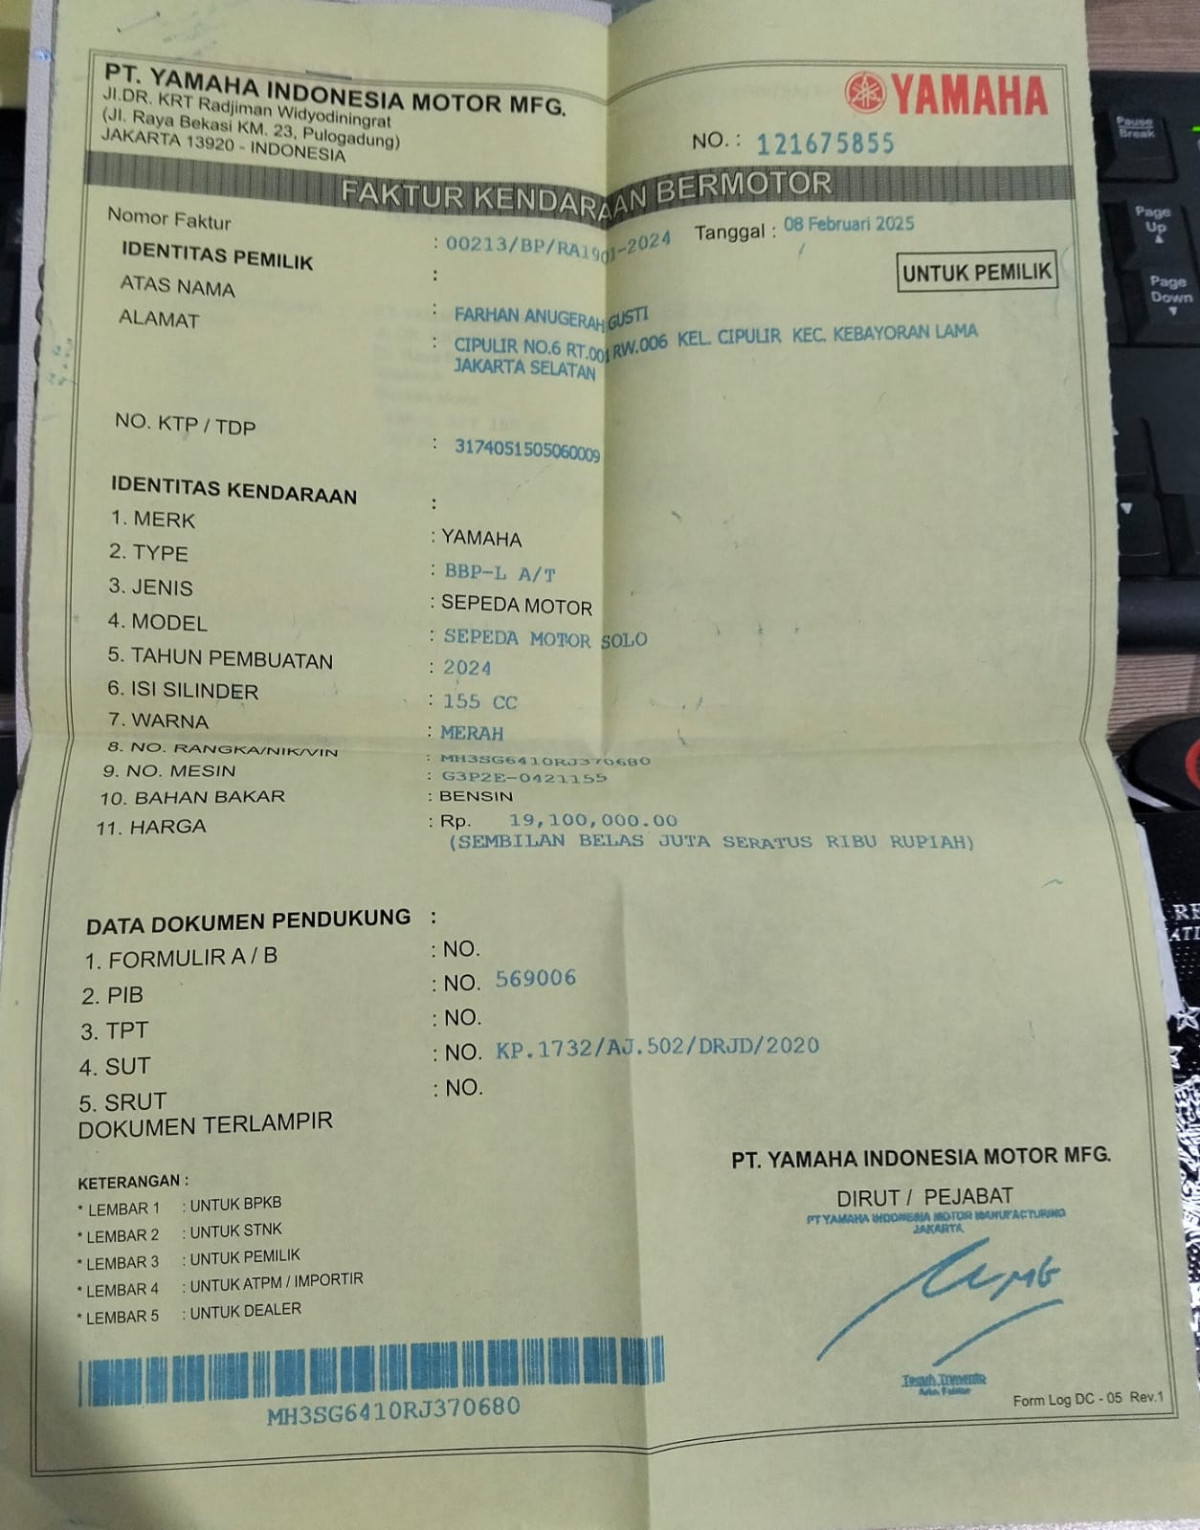 PT. YAMAHA INDONESIA MOTOR MFG.
Jl.DR. KRT Radjiman Widyodiningrat
(Jl. Raya Bekasi KM. 23, Pulogadung)
JAKARTA 13920 - INDONESIA
YAMAHA
NO. : 121675855
FAKTUR KENDARAAN BERMOTOR
Nomor Faktur : 00213/BP/RA1901-2024 Tanggal : 08 Februari 2025
IDENTITAS PEMILIK :
UNTUK PEMILIK
ATAS NAMA : FARHAN ANUGERAH GUSTI
ALAMAT : CIPULIR NO.6 RT.001 RW.006 KEL. CIPULIR KEC. KEBAYORAN LAMA
JAKARTA SELATAN
NO. KTP / TDP : 3174051505060009
IDENTITAS KENDARAAN :
1. MERK : YAMAHA
2. TYPE : BBP-L A/T
3. JENIS : SEPEDA MOTOR
4. MODEL : SEPEDA MOTOR SOLO
5. TAHUN PEMBUATAN : 2024
6. ISI SILINDER : 155 CC
7. WARNA : MERAH
8. NO. RANGKA/NIK/VIN : MH3SG6410RJ370680
9. NO. MESIN : G3P2E-0421155
10. BAHAN BAKAR : BENSIN
11. HARGA : Rp. 19,100,000.00
(SEMBILAN BELAS JUTA SERATUS RIBU RUPIAH)
DATA DOKUMEN PENDUKUNG :
1. FORMULIR A / B : NO.
2. PIB : NO. 569006
3. TPT : NO.
4. SUT : NO. KP.1732/AJ.502/DRJD/2020
5. SRUT : NO.
DOKUMEN TERLAMPIR
KETERANGAN :
* LEMBAR 1 : UNTUK BPKB
* LEMBAR 2 : UNTUK STNK
* LEMBAR 3 : UNTUK PEMILIK
* LEMBAR 4 : UNTUK ATPM / IMPORTIR
* LEMBAR 5 : UNTUK DEALER
PT. YAMAHA INDONESIA MOTOR MFG.
DIRUT / PEJABAT
PT YAMAHA INDONESIA MOTOR MANUFACTURING
JAKARTA
MH3SG6410RJ370680
Form Log DC - 05 Rev.1
Pause
Break
Page
Up
Page
Down